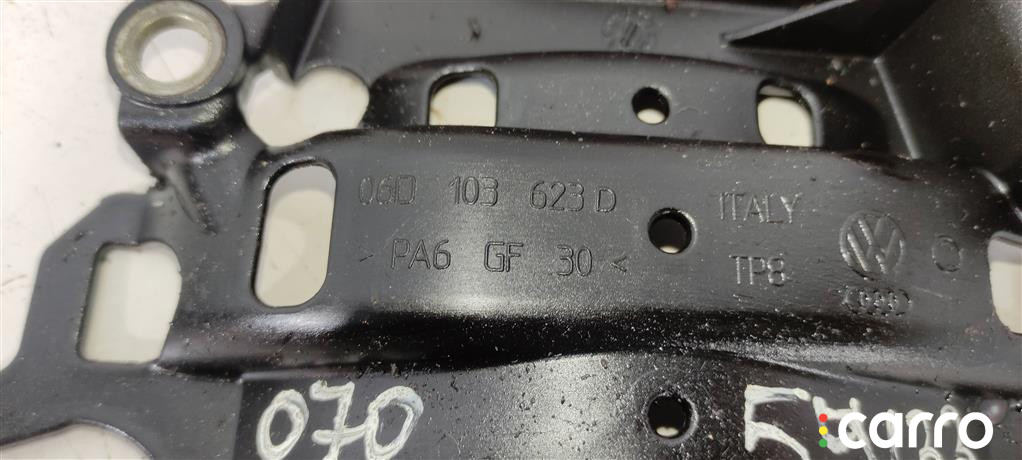 06D 103 623 D
ITALY
> PA6 GF 30 <
TP8
070
carro